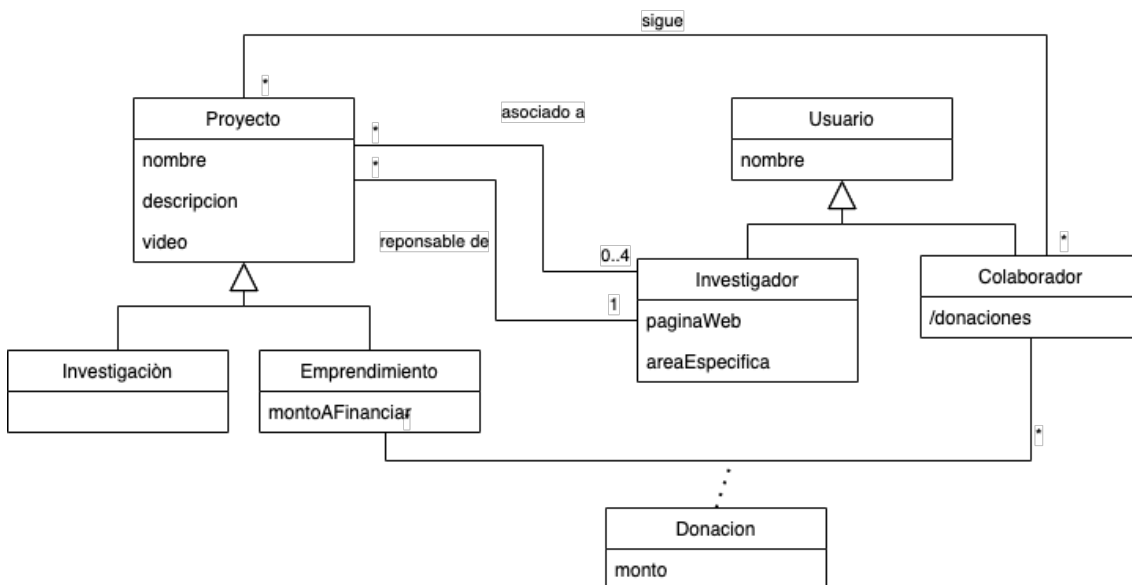 sigue
*
Proyecto
nombre
descripcion
video
asociado a
*
*
reponsable de
0..4
1
Usuario
nombre
*
Investigador
paginaWeb
areaEspecifica
Colaborador
/donaciones
Investigaciòn
Emprendimiento
montoAFinanciar
*
*
Donacion
monto